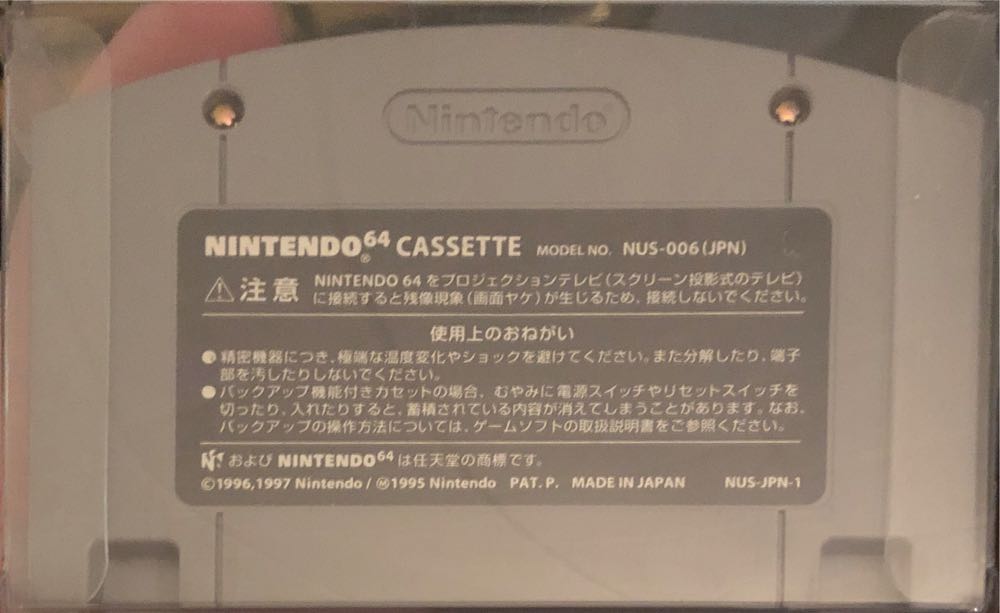 Nintendo®
NINTENDO64® CASSETTE MODEL NO. NUS-006(JPN)
⚠注意 NINTENDO 64 をプロジェクションテレビ(スクリーン投影式のテレビ)
に接続すると残像現象(画面ヤケ)が生じるため、接続しないでください。
使用上のおねがい
●精密機器につき、極端な温度変化やショックを避けてください。また分解したり、端子
部を汚したりしないでください。
●バックアップ機能付きカセットの場合、むやみに電源スイッチやリセットスイッチを
切ったり、入れたりすると、蓄積されている内容が消えてしまうことがあります。なお、
バックアップの操作方法については、ゲームソフトの取扱説明書をご参照ください。
および NINTENDO64 は任天堂の商標です。
©1996,1997 Nintendo / Ⓜ1995 Nintendo PAT. P. MADE IN JAPAN NUS-JPN-1